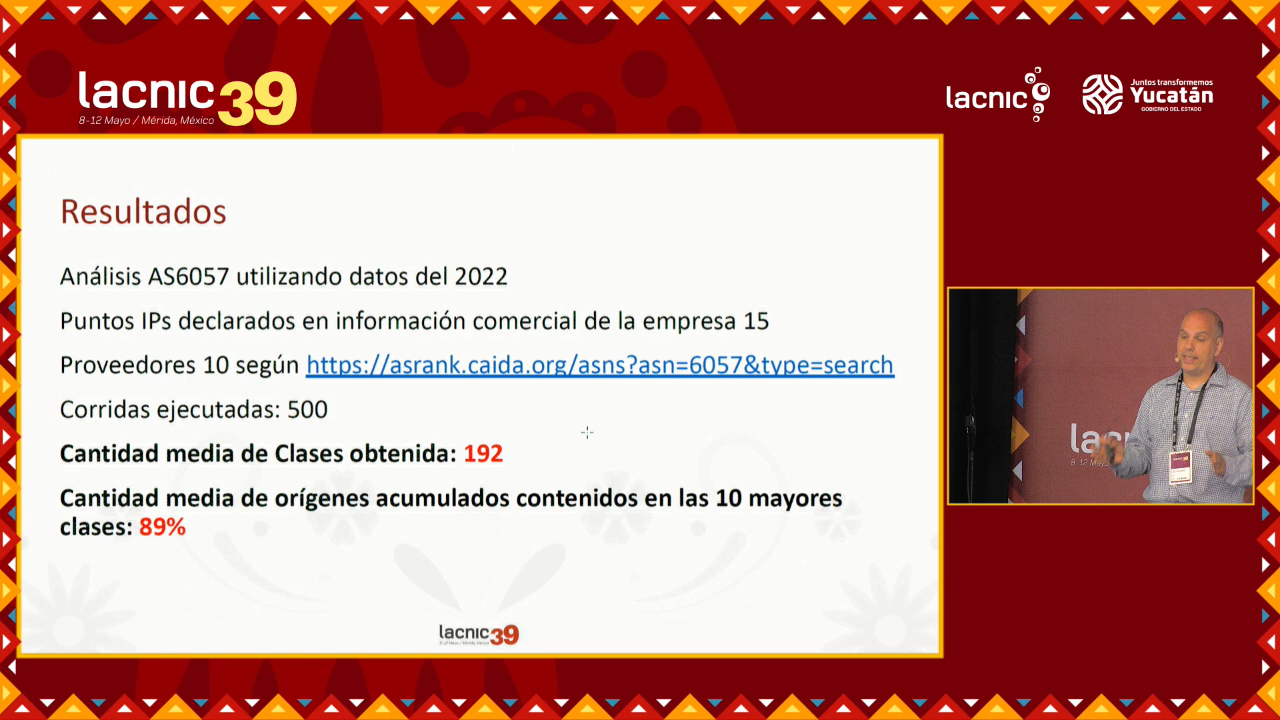 lacnic39
8-12 Mayo / Mérida, México
lacnic
Juntos transformemos
Yucatán
GOBIERNO DEL ESTADO
Resultados
Análisis AS6057 utilizando datos del 2022
Puntos IPs declarados en información comercial de la empresa 15
Proveedores 10 según https://asrank.caida.org/asns?asn=6057&type=search
Corridas ejecutadas: 500
Cantidad media de Clases obtenida: 192
Cantidad media de orígenes acumulados contenidos en las 10 mayores
clases: 89%
lacnic39